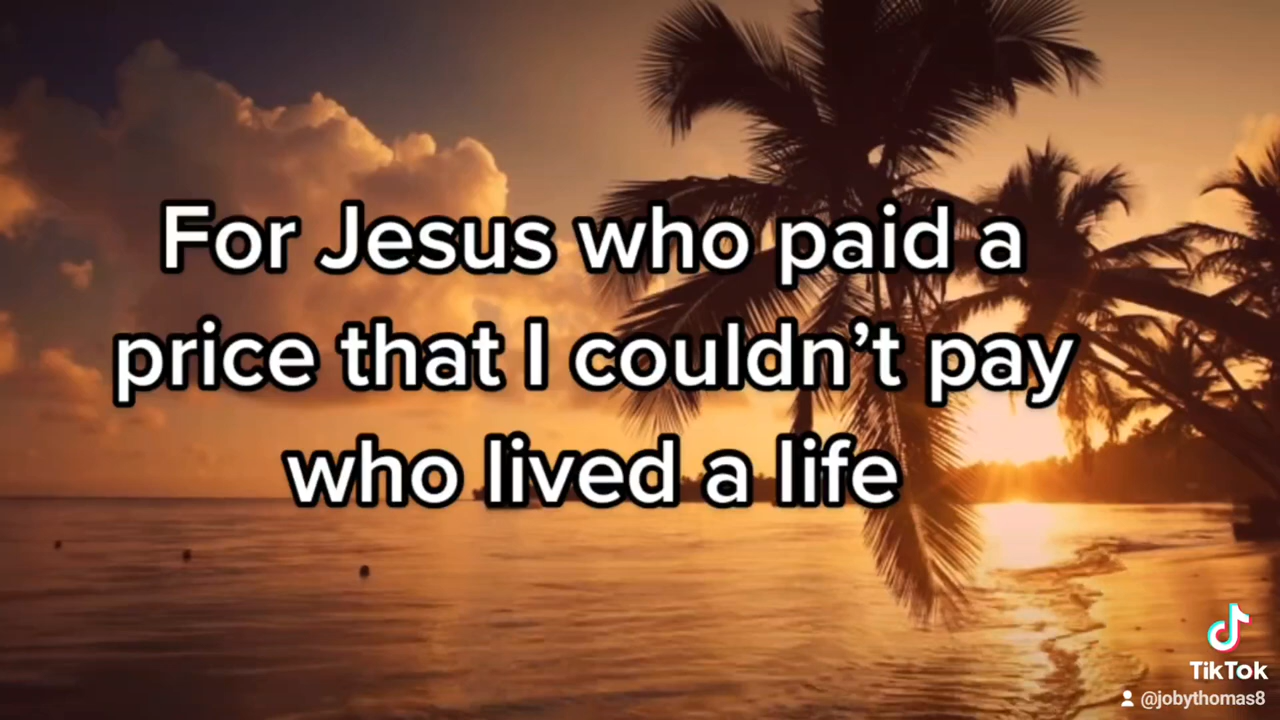 For Jesus who paid a
price that I couldn’t pay
who lived a life
TikTok
@jobythomas8